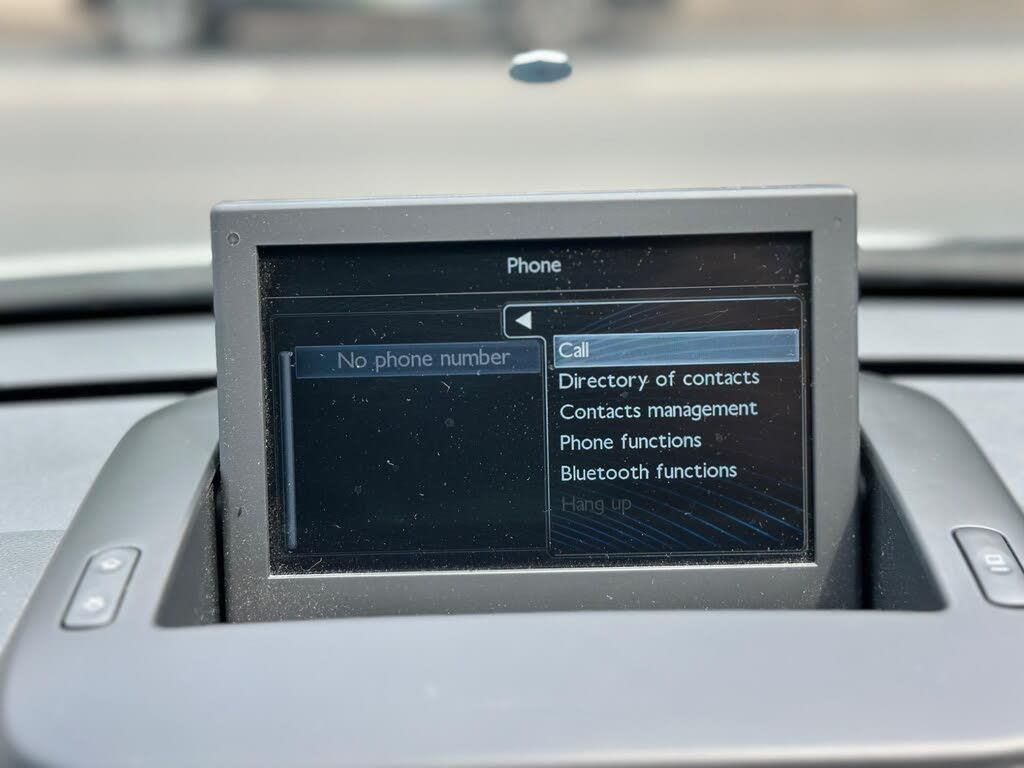 Phone
No phone number
Call
Directory of contacts
Contacts management
Phone functions
Bluetooth functions
Hang up